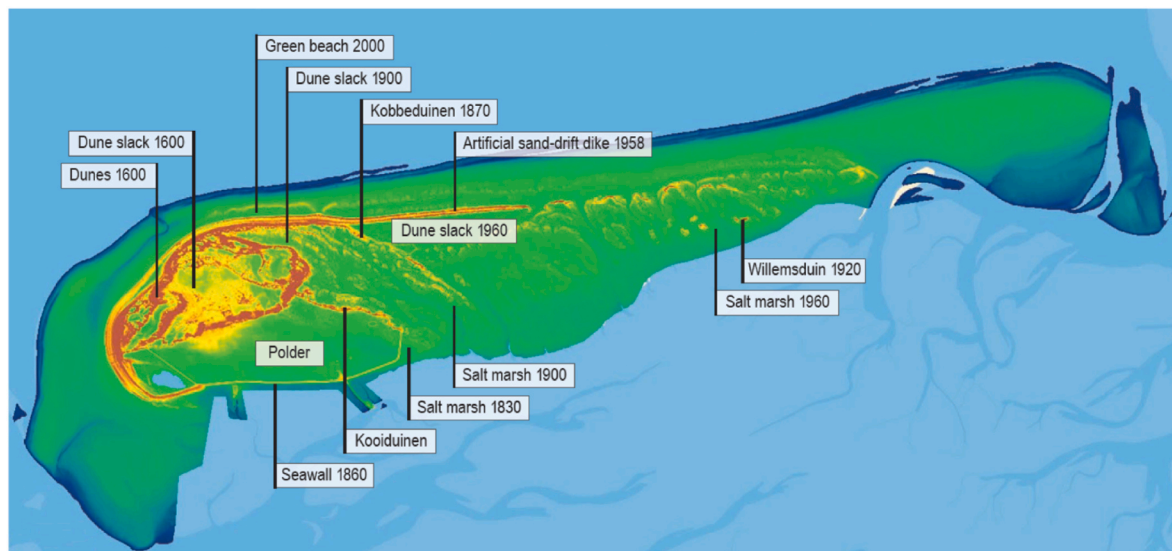 Green beach 2000
Dune slack 1900
Kobbeduinen 1870
Dune slack 1600
Artificial sand-drift dike 1958
Dunes 1600
Dune slack 1960
Willemsduin 1920
Salt marsh 1960
Polder
Salt marsh 1900
Salt marsh 1830
Kooiduinen
Seawall 1860